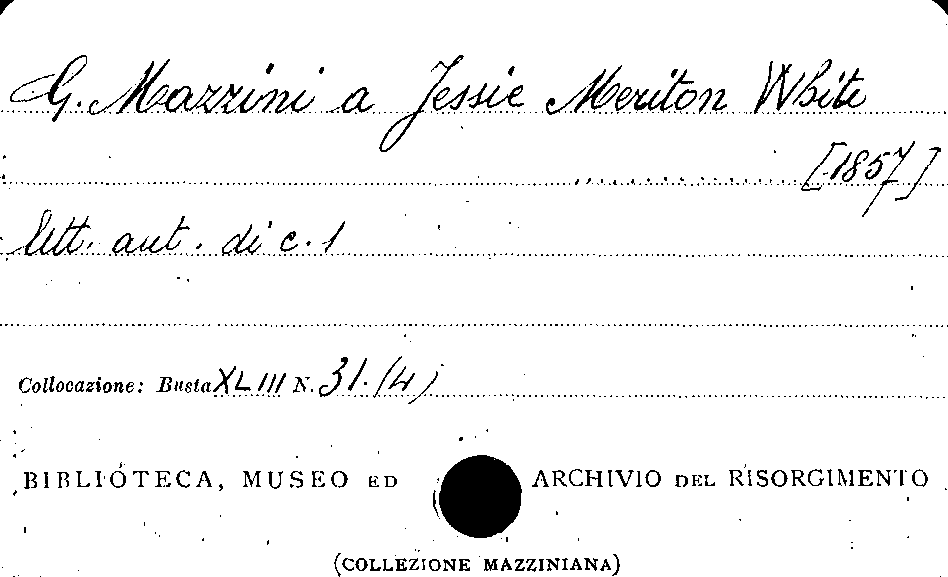 G. Mazzini a Jessie Meriton White
[1857]
lett. aut. di c. 1
Collocazione: Busta XLIII N. 31. (4)
BIBLIOTECA, MUSEO ED ARCHIVIO DEL RISORGIMENTO
(COLLEZIONE MAZZINIANA)